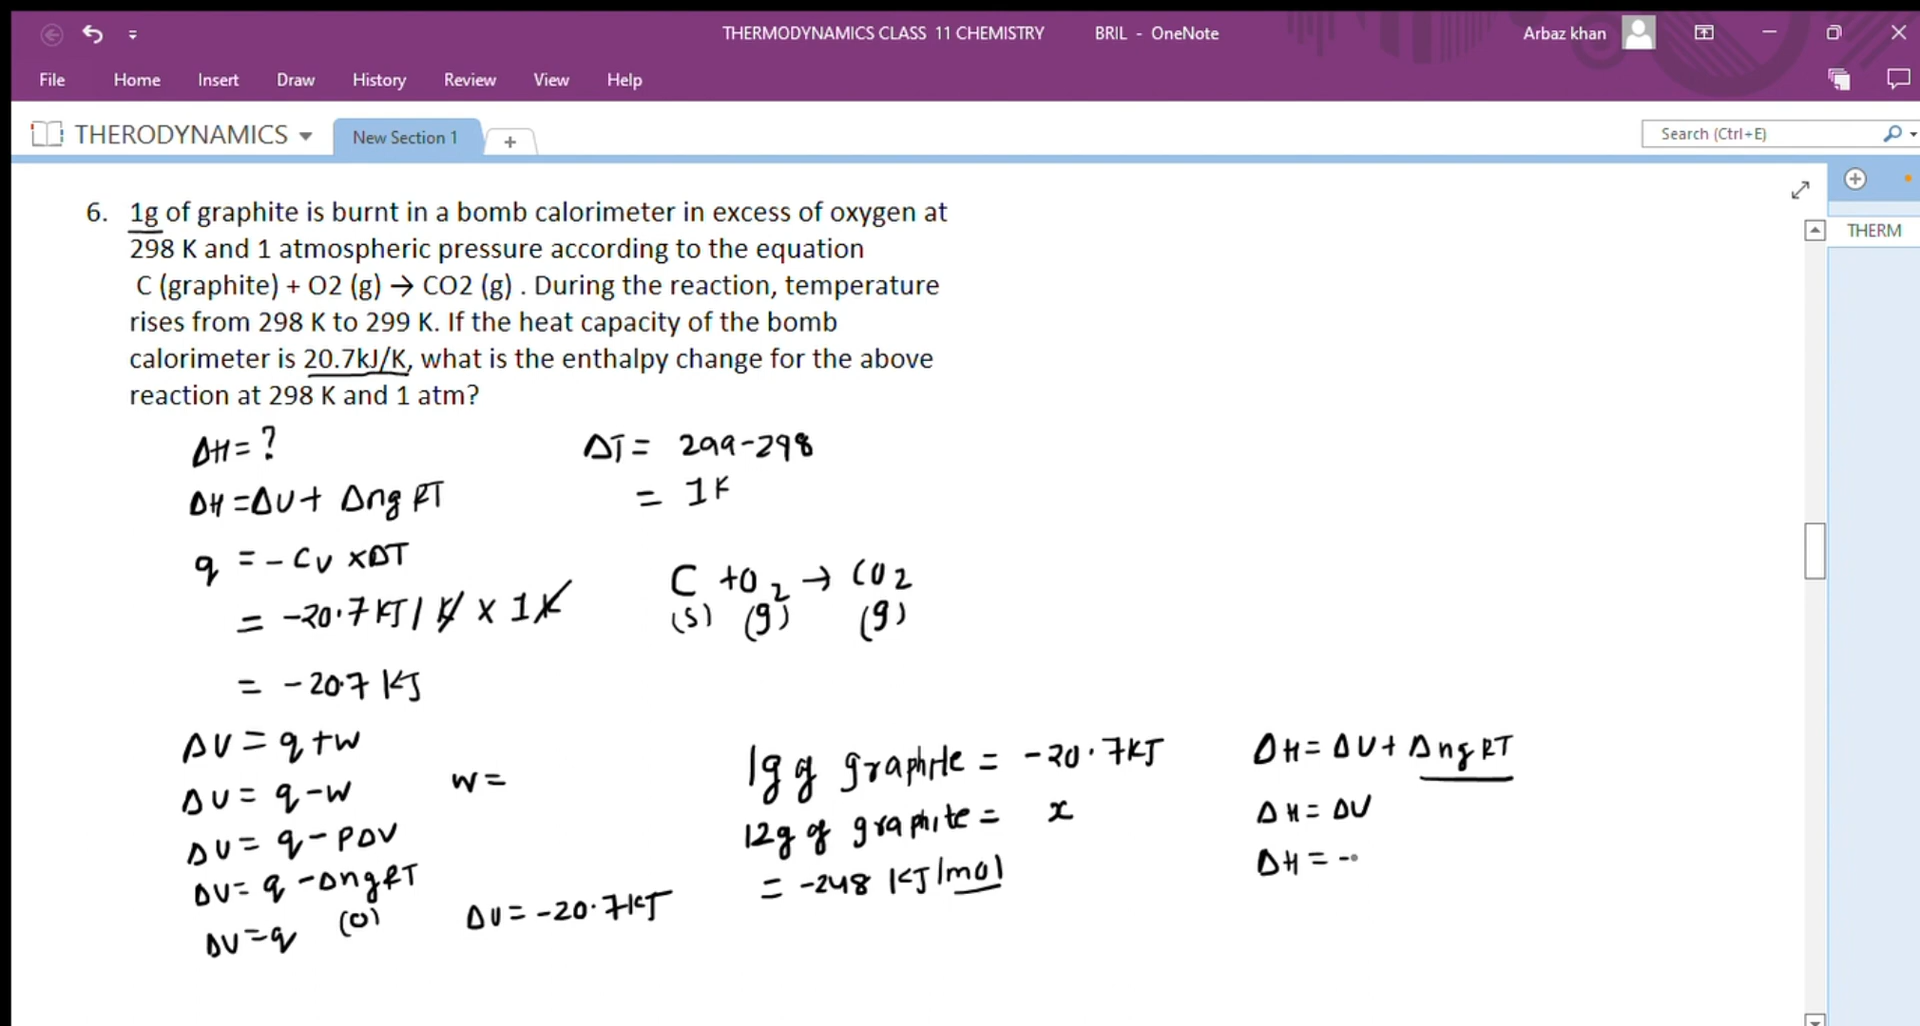 THERMODYNAMICS CLASS 11 CHEMISTRY BRIL - OneNote
Arbaz khan
File Home Insert Draw History Review View Help
THERODYNAMICS New Section 1 +
Search (Ctrl+E)
THERM
6. 1g of graphite is burnt in a bomb calorimeter in excess of oxygen at
298 K and 1 atmospheric pressure according to the equation
C (graphite) + O2 (g) → CO2 (g) . During the reaction, temperature
rises from 298 K to 299 K. If the heat capacity of the bomb
calorimeter is 20.7kJ/K, what is the enthalpy change for the above
reaction at 298 K and 1 atm?
ΔH = ?
ΔH = ΔU + Δng RT
q = - Cv × ΔT
= -20.7 KJ / K × 1K
= -20.7 KJ
ΔT = 299-298
= 1 K
C + O2 → CO2
(s) (g) (g)
ΔU = q + w
ΔU = q - w
ΔU = q - PΔV
ΔU = q - Δng RT
(0)
ΔU = q
w =
ΔU = -20.7 KJ
1g of graphite = -20.7 KJ
12g of graphite = x
= -248 KJ/mol
ΔH = ΔU + Δng RT
ΔH = ΔU
ΔH = -